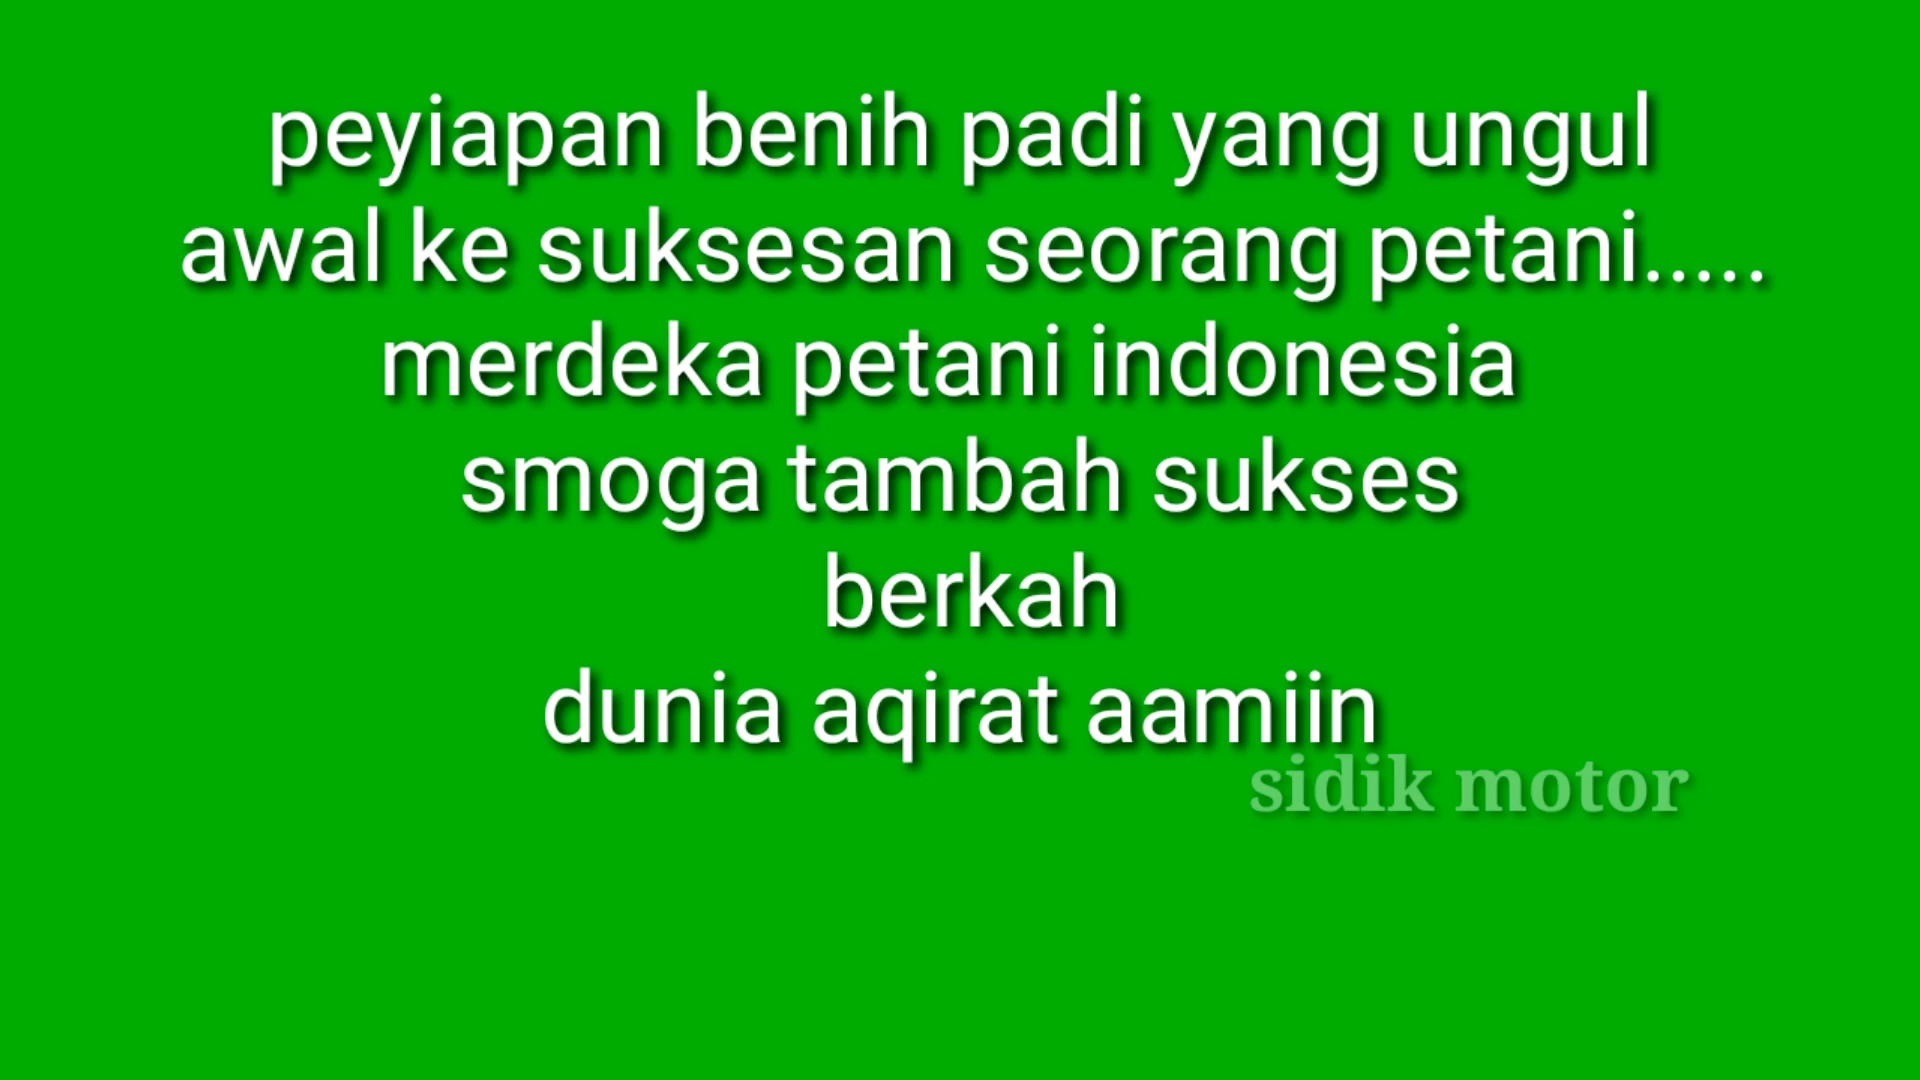 peyiapan benih padi yang ungul
awal ke suksesan seorang petani.....
merdeka petani indonesia
smoga tambah sukses
berkah
dunia aqirat aamiin
sidik motor